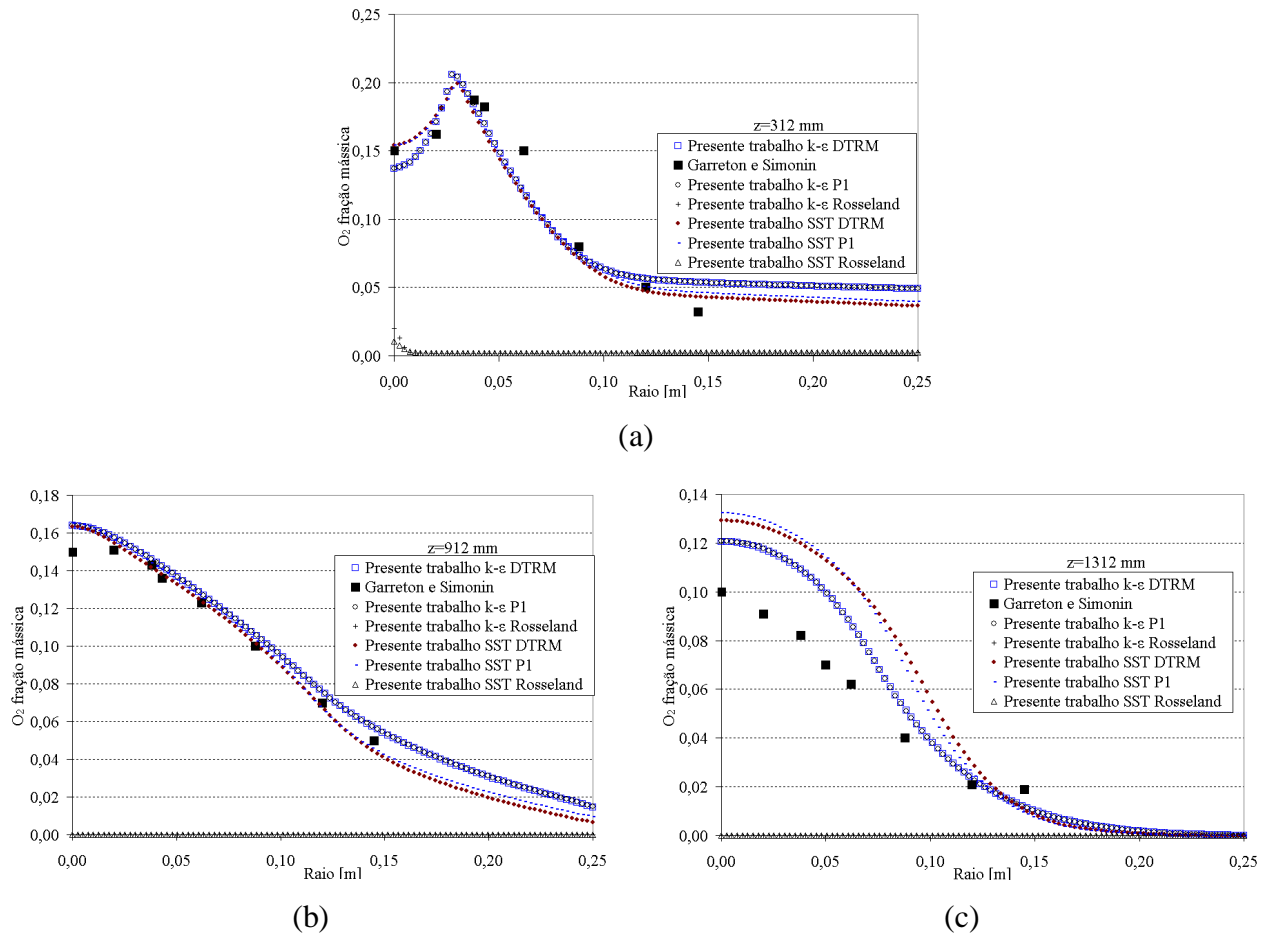 0,25
0,20
0,15
0,10
0,05
0,00
O₂ fração mássica
z=312 mm
Presente trabalho k-ε DTRM
Garreton e Simonin
Presente trabalho k-ε P1
Presente trabalho k-ε Rosseland
Presente trabalho SST DTRM
Presente trabalho SST P1
Presente trabalho SST Rosseland
0,00 0,05 0,10 0,15 0,20 0,25
Raio [m]
(a)
0,18
0,16
0,14
0,12
0,10
0,08
0,06
0,04
0,02
0,00
O₂ fração mássica
z=912 mm
Presente trabalho k-ε DTRM
Garreton e Simonin
Presente trabalho k-ε P1
Presente trabalho k-ε Rosseland
Presente trabalho SST DTRM
Presente trabalho SST P1
Presente trabalho SST Rosseland
0,00 0,05 0,10 0,15 0,20 0,25
Raio [m]
(b)
0,14
0,12
0,10
0,08
0,06
0,04
0,02
0,00
O₂ fração mássica
z=1312 mm
Presente trabalho k-ε DTRM
Garreton e Simonin
Presente trabalho k-ε P1
Presente trabalho k-ε Rosseland
Presente trabalho SST DTRM
Presente trabalho SST P1
Presente trabalho SST Rosseland
0,00 0,05 0,10 0,15 0,20 0,25
Raio [m]
(c)